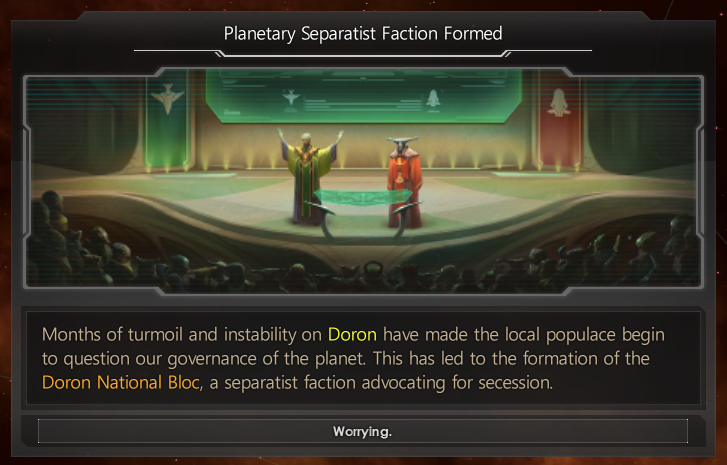 Planetary Separatist Faction Formed
Months of turmoil and instability on Doron have made the local populace begin
to question our governance of the planet. This has led to the formation of the
Doron National Bloc, a separatist faction advocating for secession.
Worrying.